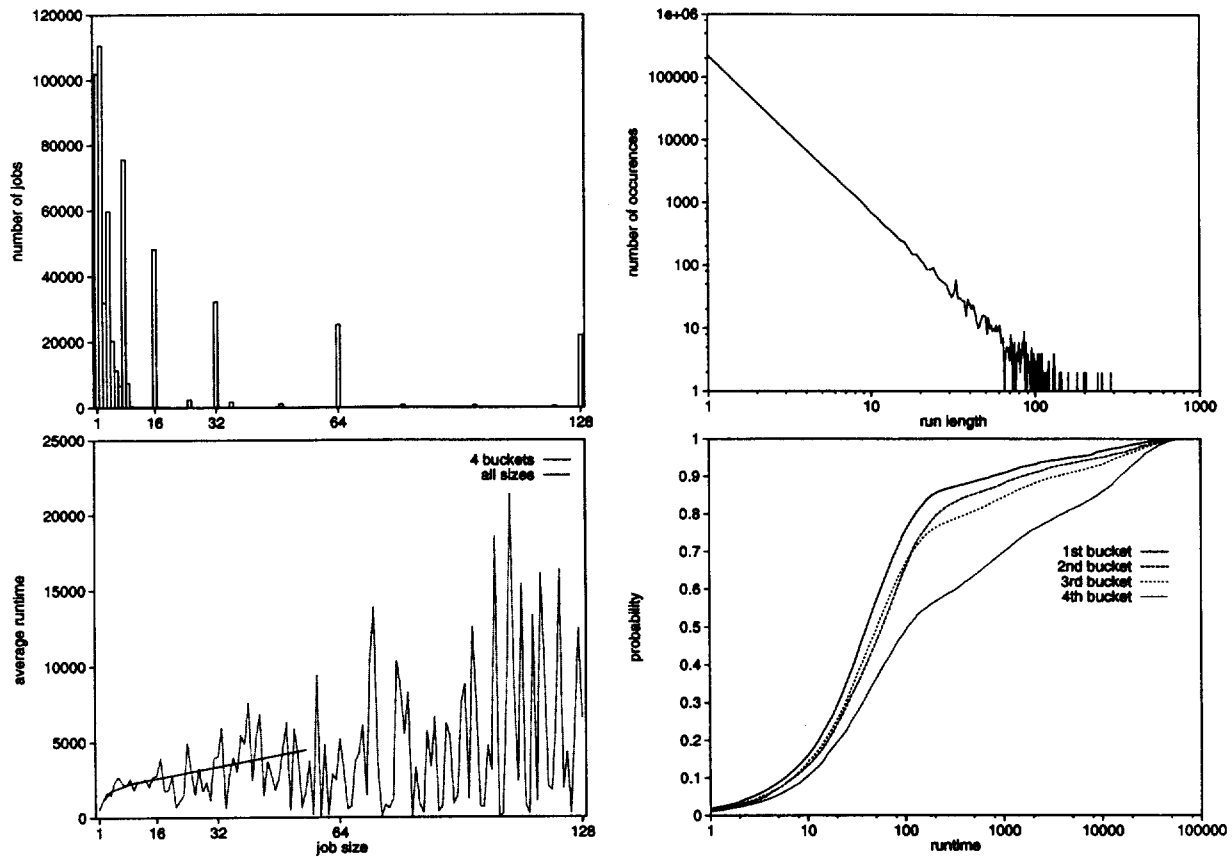 120000
100000
80000
60000
40000
20000
0
number of jobs
1 16 32 64 128
1e+06
100000
10000
1000
100
10
1
number of occurences
1 10 100 1000
run length
25000
20000
15000
10000
5000
0
average runtime
4 buckets
all sizes
1 16 32 64 128
job size
1
0.9
0.8
0.7
0.6
0.5
0.4
0.3
0.2
0.1
0
probability
1st bucket
2nd bucket
3rd bucket
4th bucket
1 10 100 1000 10000 100000
runtime